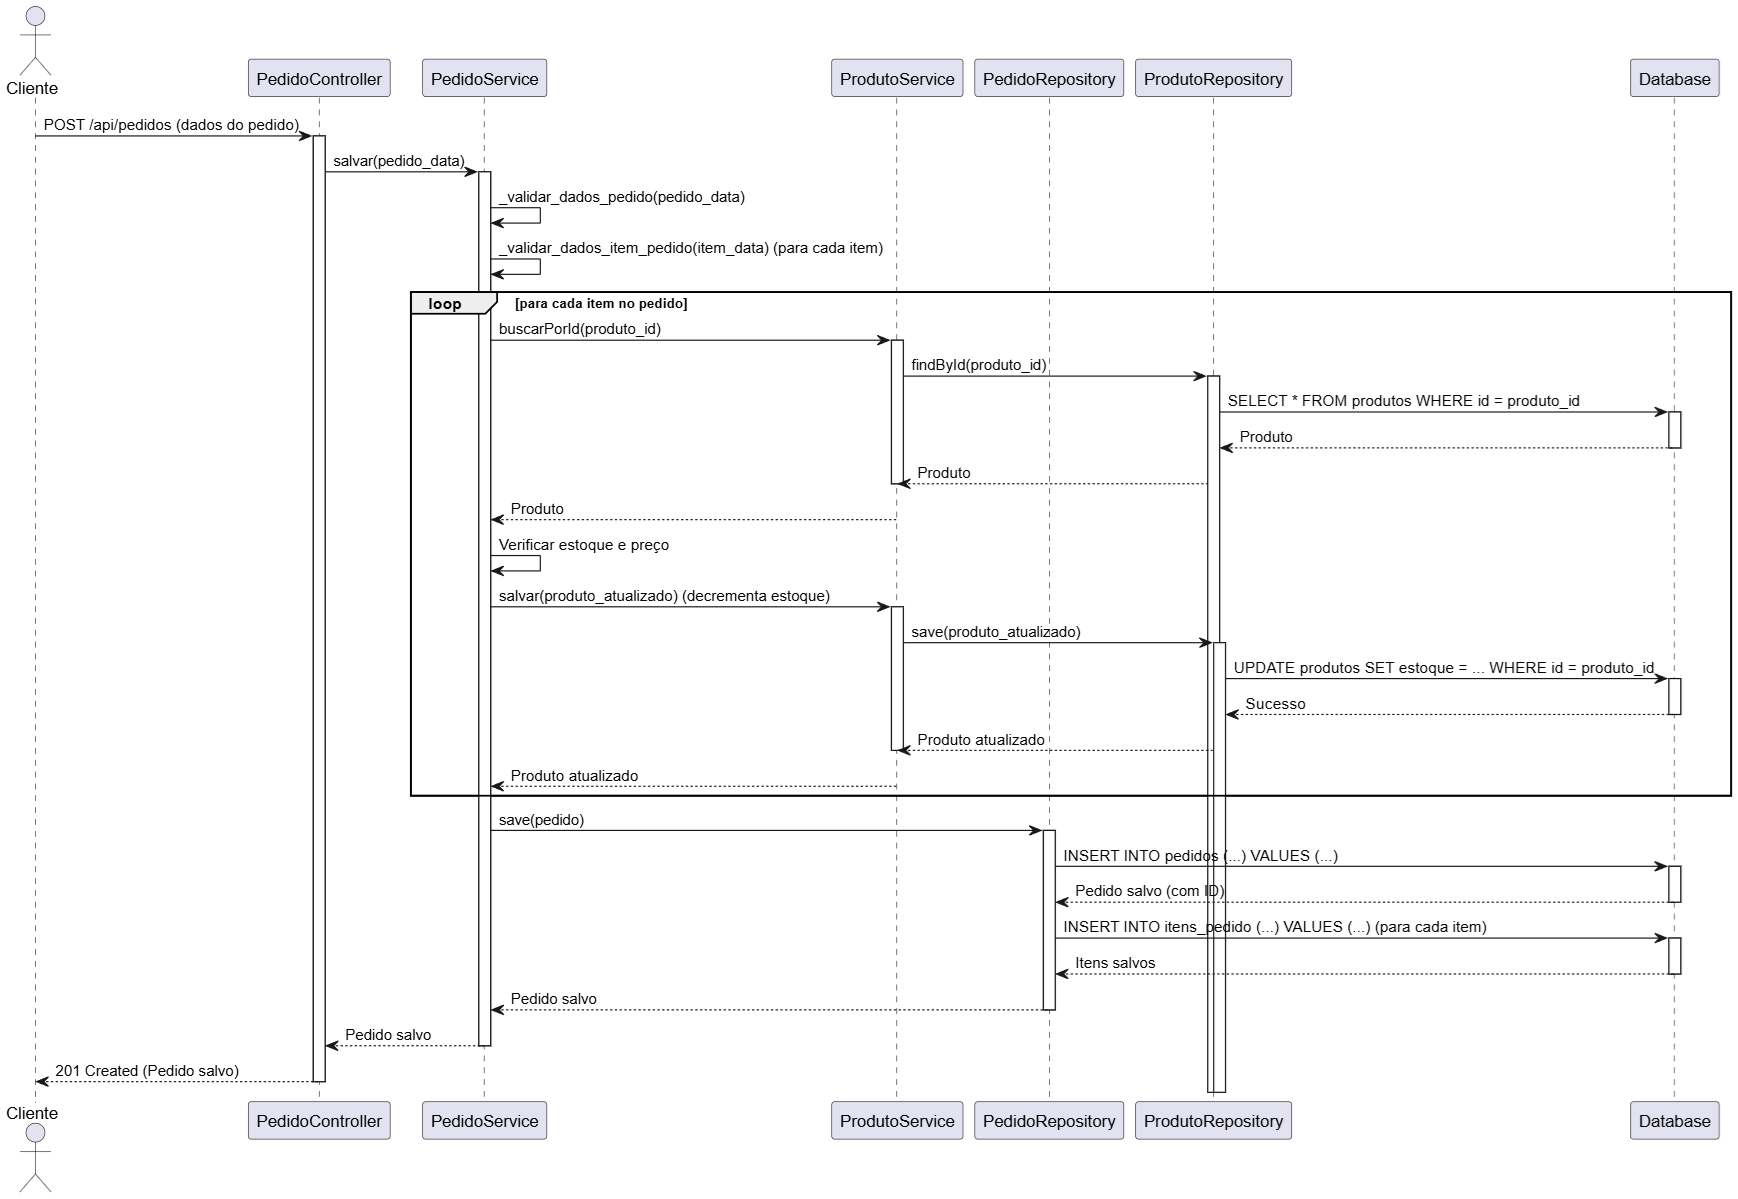 Cliente
PedidoController
PedidoService
ProdutoService
PedidoRepository
ProdutoRepository
Database
POST /api/pedidos (dados do pedido)
salvar(pedido_data)
_validar_dados_pedido(pedido_data)
_validar_dados_item_pedido(item_data) (para cada item)
loop
[para cada item no pedido]
buscarPorId(produto_id)
findById(produto_id)
SELECT * FROM produtos WHERE id = produto_id
Produto
Produto
Produto
Verificar estoque e preço
salvar(produto_atualizado) (decrementa estoque)
save(produto_atualizado)
UPDATE produtos SET estoque = ... WHERE id = produto_id
Sucesso
Produto atualizado
Produto atualizado
save(pedido)
INSERT INTO pedidos (...) VALUES (...)
Pedido salvo (com ID)
INSERT INTO itens_pedido (...) VALUES (...) (para cada item)
Itens salvos
Pedido salvo
Pedido salvo
201 Created (Pedido salvo)
Cliente
PedidoController
PedidoService
ProdutoService
PedidoRepository
ProdutoRepository
Database